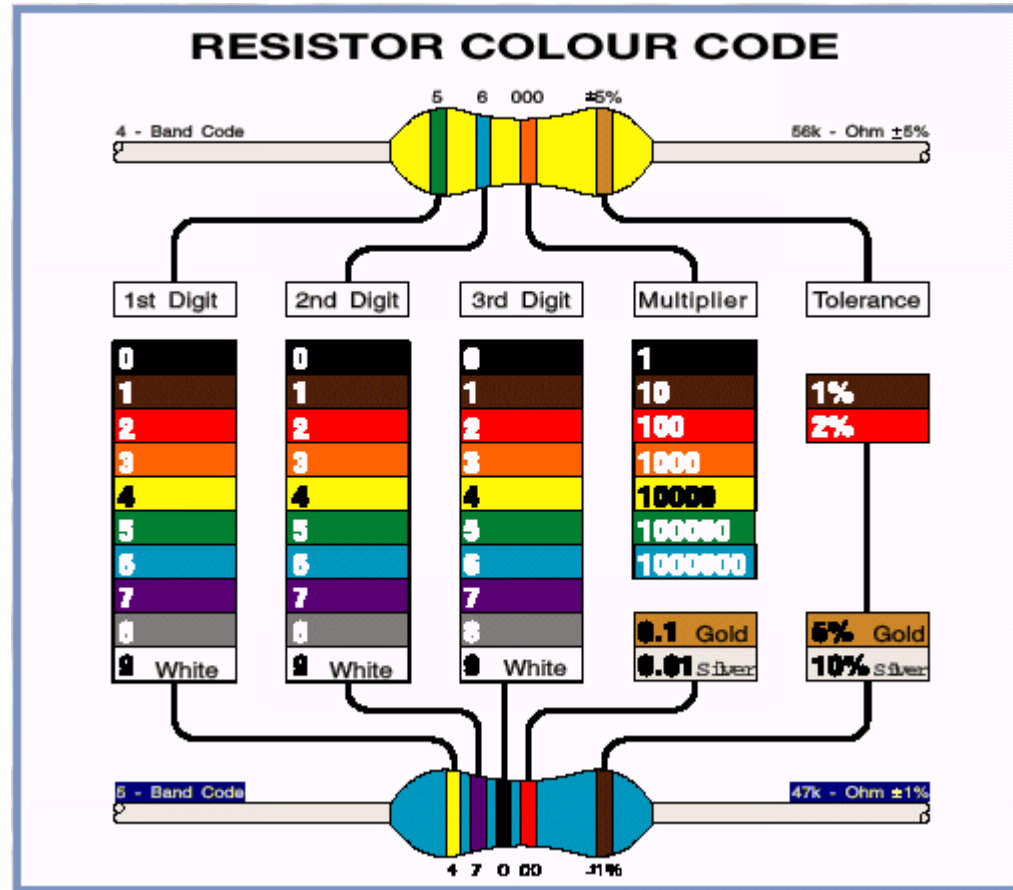 RESISTOR COLOUR CODE
5 6 000 ±5%
4 - Band Code
56k - Ohm ±5%
1st Digit
2nd Digit
3rd Digit
Multiplier
Tolerance
0 0 0 1
1 1 1 10 1%
2 2 2 100 2%
3 3 3 1000
4 4 4 10000
5 5 5 100000
6 6 6 1000000
7 7 7
8 8 8 0.1 Gold 5% Gold
9 White 9 White 9 White 0.01 Silver 10% Silver
5 - Band Code
47k - Ohm ±1%
4 7 0 00 ±1%